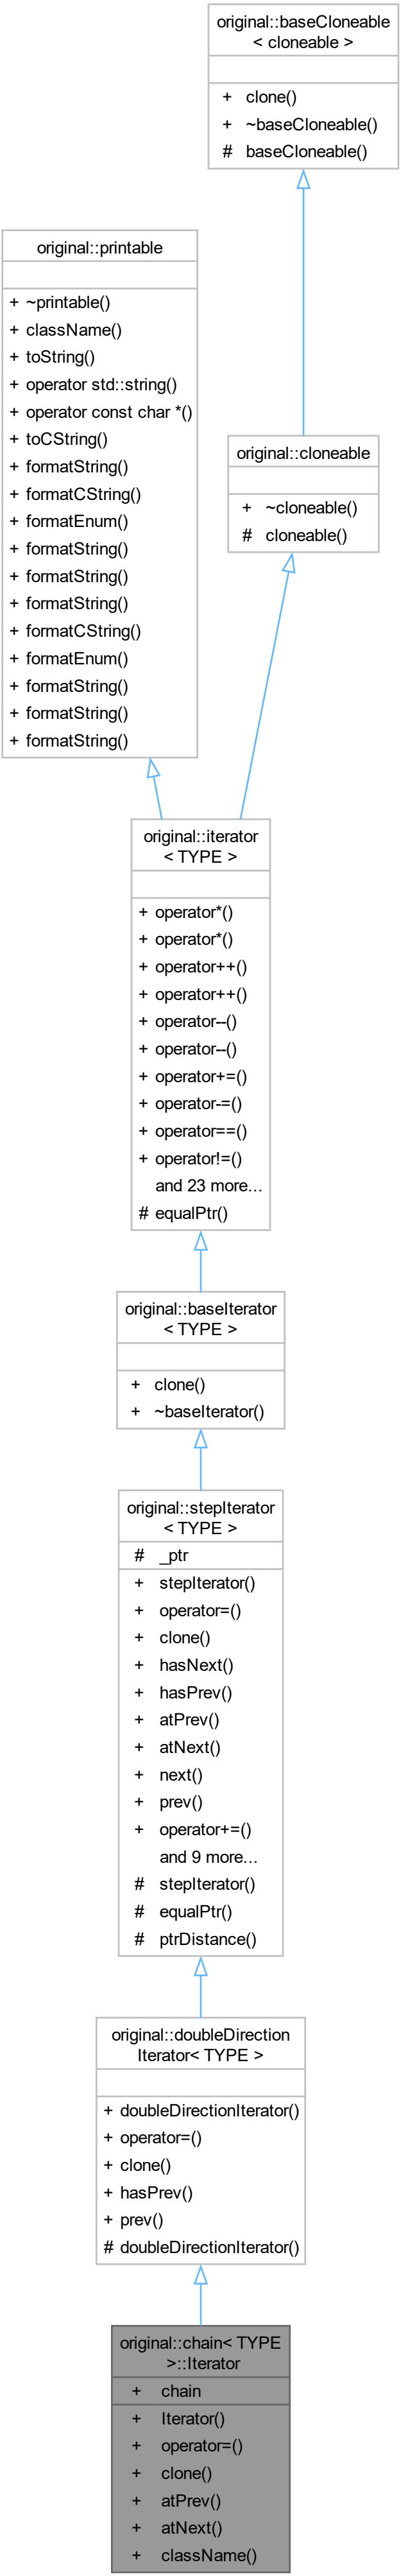 original::baseCloneable
< cloneable >
+ clone()
+ ~baseCloneable()
# baseCloneable()
original::printable
+ ~printable()
+ className()
+ toString()
+ operator std::string()
+ operator const char *()
+ toCString()
+ formatString()
+ formatCString()
+ formatEnum()
+ formatString()
+ formatString()
+ formatString()
+ formatCString()
+ formatEnum()
+ formatString()
+ formatString()
+ formatString()
original::cloneable
+ ~cloneable()
# cloneable()
original::iterator
< TYPE >
+ operator*()
+ operator*()
+ operator++()
+ operator++()
+ operator--()
+ operator--()
+ operator+=()
+ operator-=()
+ operator==()
+ operator!=()
and 23 more...
# equalPtr()
original::baseIterator
< TYPE >
+ clone()
+ ~baseIterator()
original::stepIterator
< TYPE >
# _ptr
+ stepIterator()
+ operator=()
+ clone()
+ hasNext()
+ hasPrev()
+ atPrev()
+ atNext()
+ next()
+ prev()
+ operator+=()
and 9 more...
# stepIterator()
# equalPtr()
# ptrDistance()
original::doubleDirection
Iterator< TYPE >
+ doubleDirectionIterator()
+ operator=()
+ clone()
+ hasPrev()
+ prev()
# doubleDirectionIterator()
original::chain< TYPE
>::Iterator
+ chain
+ Iterator()
+ operator=()
+ clone()
+ atPrev()
+ atNext()
+ className()